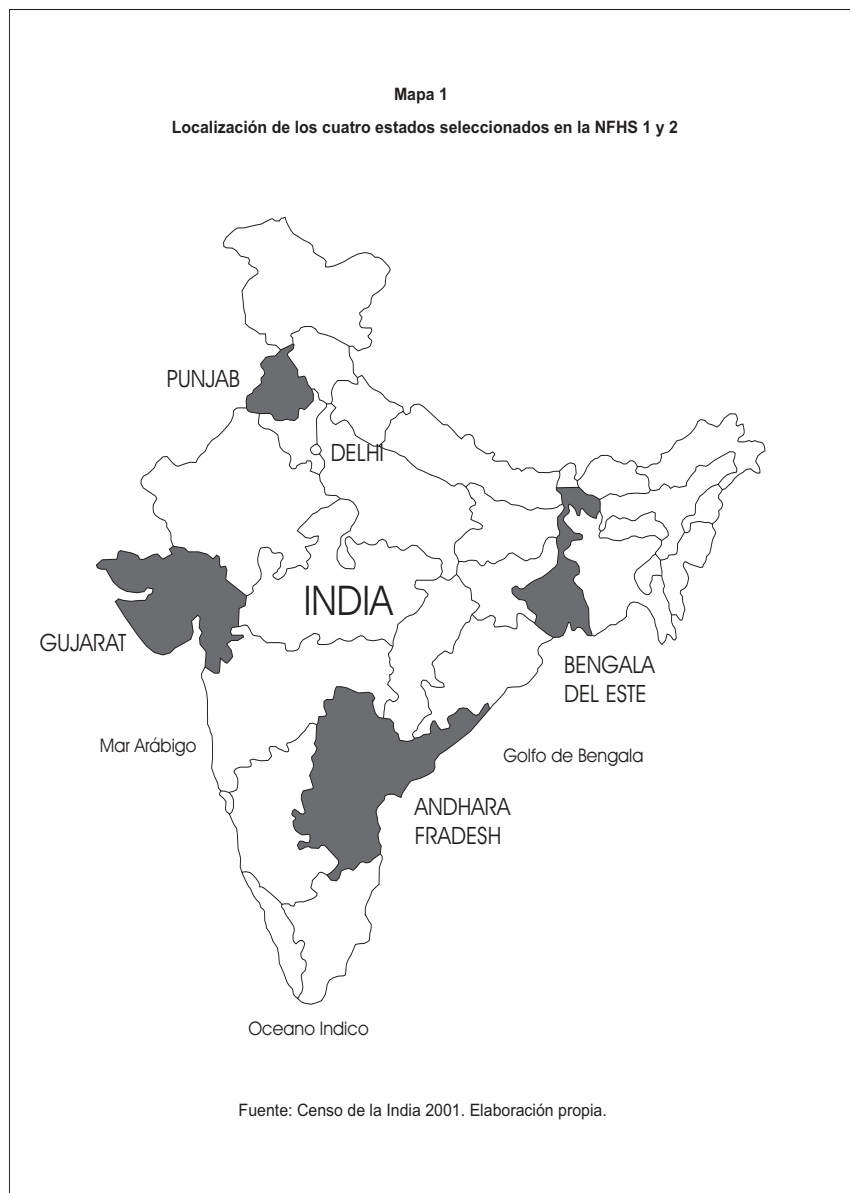 Mapa 1
Localización de los cuatro estados seleccionados en la NFHS 1 y 2
PUNJAB
DELHI
INDIA
GUJARAT
BENGALA
DEL ESTE
Mar Arábigo
Golfo de Bengala
ANDHARA
FRADESH
Oceano Indico
Fuente: Censo de la India 2001. Elaboración propia.